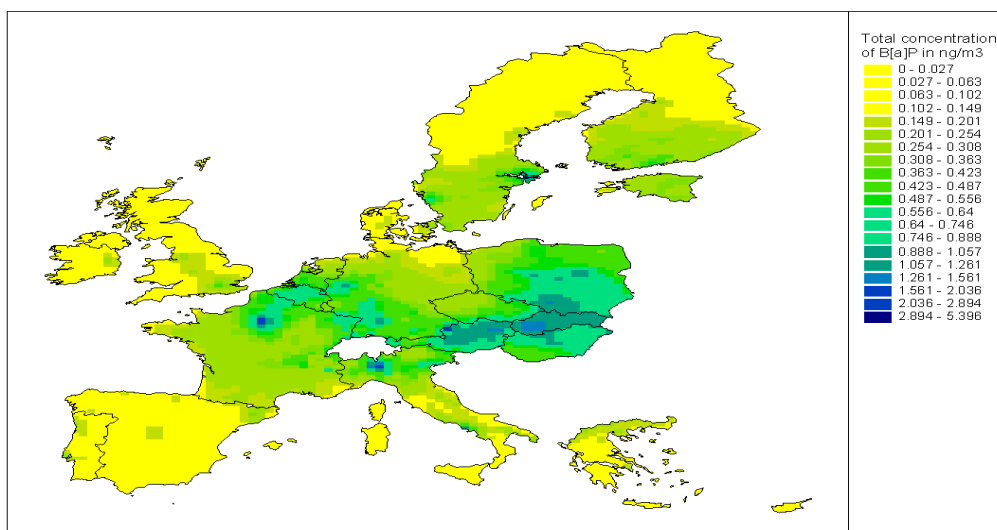 Total concentration
of B[a]P in ng/m3
0 - 0.027
0.027 - 0.063
0.063 - 0.102
0.102 - 0.149
0.149 - 0.201
0.201 - 0.254
0.254 - 0.308
0.308 - 0.363
0.363 - 0.423
0.423 - 0.487
0.487 - 0.556
0.556 - 0.64
0.64 - 0.746
0.746 - 0.888
0.888 - 1.057
1.057 - 1.261
1.261 - 1.561
1.561 - 2.036
2.036 - 2.894
2.894 - 5.396